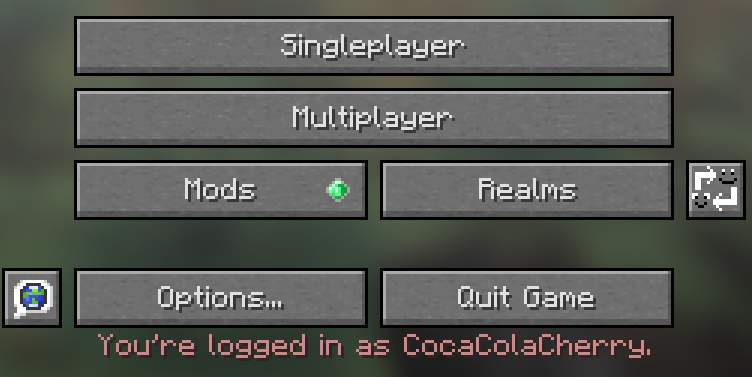 Singleplayer
Multiplayer
Mods
Realms
Options...
Quit Game
You're logged in as CocaColaCherry.